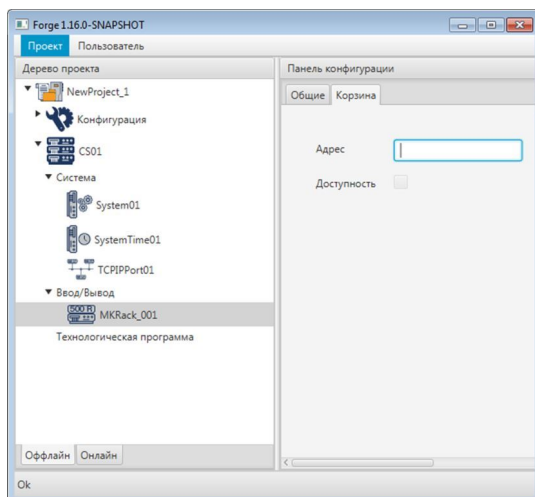 Forge 1.16.0-SNAPSHOT
Проект Пользователь
Дерево проекта
NewProject_1
Конфигурация
CS01
Система
System01
SystemTime01
TCPIPPort01
Ввод/Вывод
500 R
MKRack_001
Технологическая программа
Оффлайн Онлайн
Панель конфигурации
Общие Корзина
Адрес
Доступность
Ok